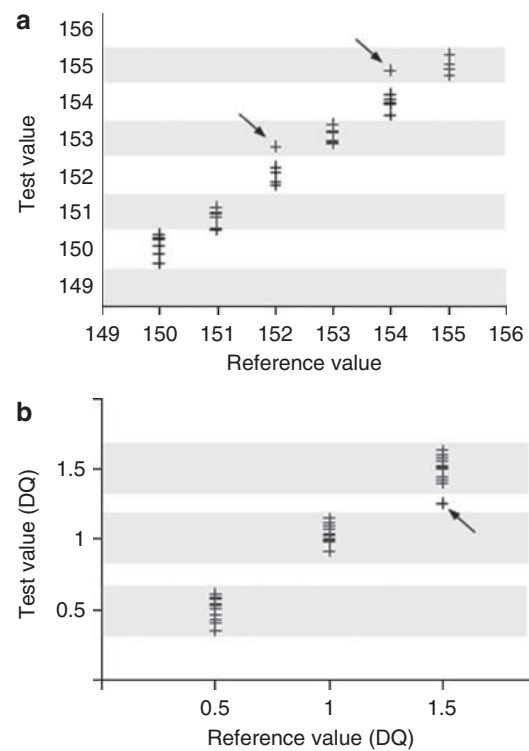 a
156
155
154
153
152
151
150
149
Test value
149 150 151 152 153 154 155 156
Reference value
b
1.5
1
0.5
Test value (DQ)
0.5 1 1.5
Reference value (DQ)